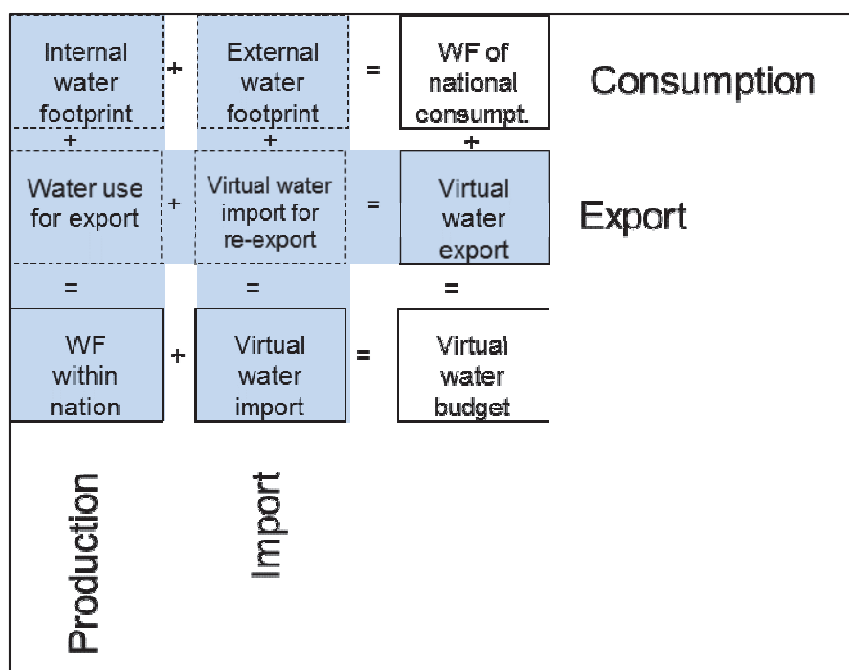 Internal
water
footprint
+
External
water
footprint
=
WF of
national
consumpt.
Consumption
+
+
+
Water use
for export
+
Virtual water
import for
re-export
=
Virtual
water
export
Export
=
=
=
WF
within
nation
+
Virtual
water
import
=
Virtual
water
budget
Production
Import